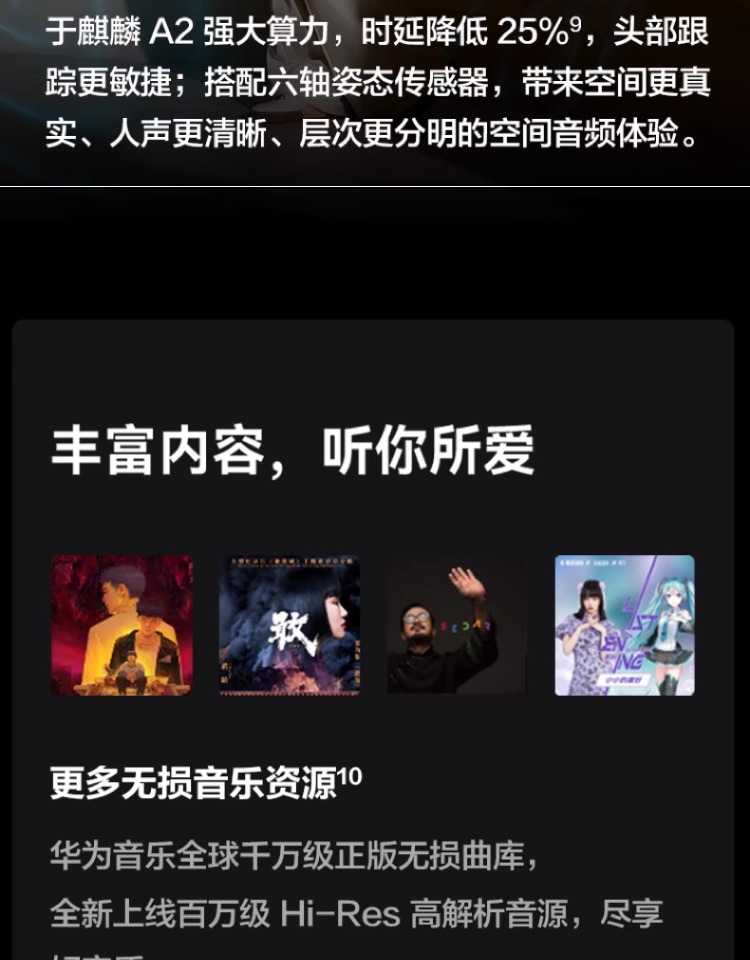 于麒麟 A2 强大算力，时延降低 25%⁹，头部跟
踪更敏捷；搭配六轴姿态传感器，带来空间更真
实、人声更清晰、层次更分明的空间音频体验。
丰富内容，听你所爱
敢
LISTENING
更多无损音乐资源¹⁰
华为音乐全球千万级正版无损曲库，
全新上线百万级 Hi-Res 高解析音源，尽享